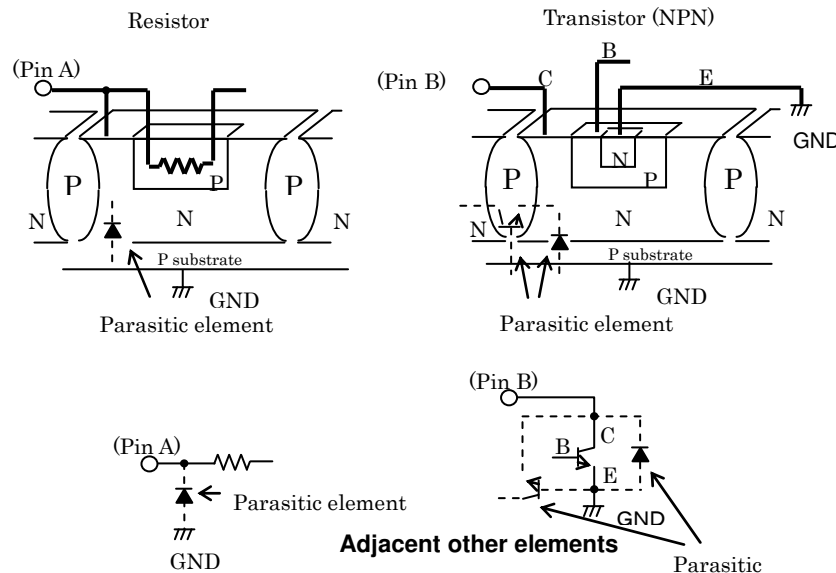 Resistor
(Pin A)
P
P
P
N
N
N
P substrate
GND
Parasitic element
Transistor (NPN)
(Pin B)
C
B
E
GND
P
N
P
P
N
N
N
P substrate
GND
Parasitic element
(Pin A)
Parasitic element
GND
(Pin B)
C
B
E
GND
Adjacent other elements
Parasitic